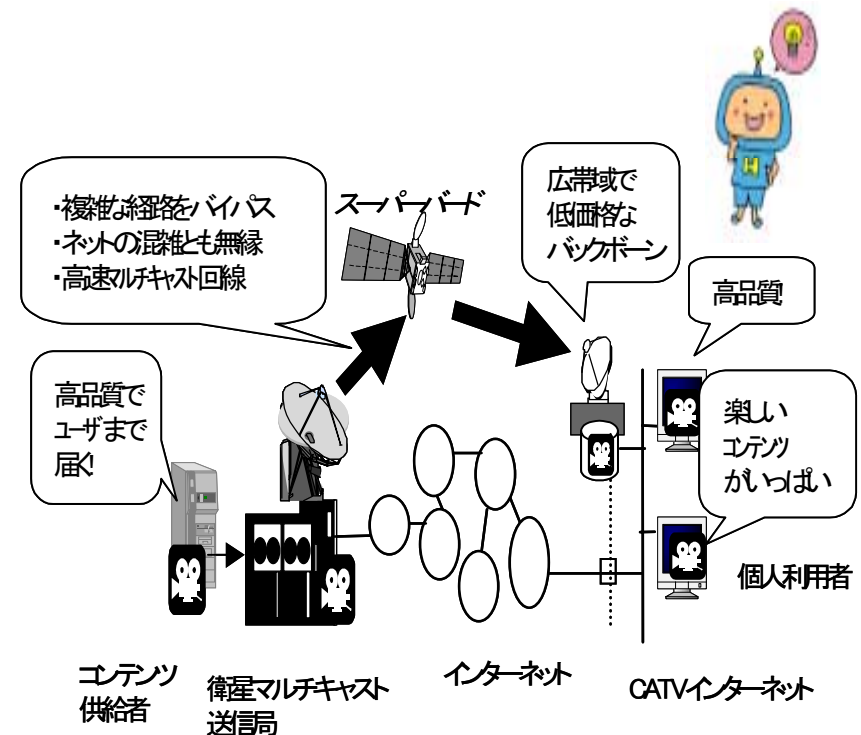 ・複雑な経路をバイパス
・ネットの混雑とも無縁
・高速マルチキャスト回線
スーパーバード
広帯域で
低価格な
バックボーン
高品質!
高品質で
ユーザまで
届く!
楽しい
コンテンツ
がいっぱい
個人利用者
コンテンツ
供給者
衛星マルチキャスト
送信局
インターネット
CATVインターネット
H